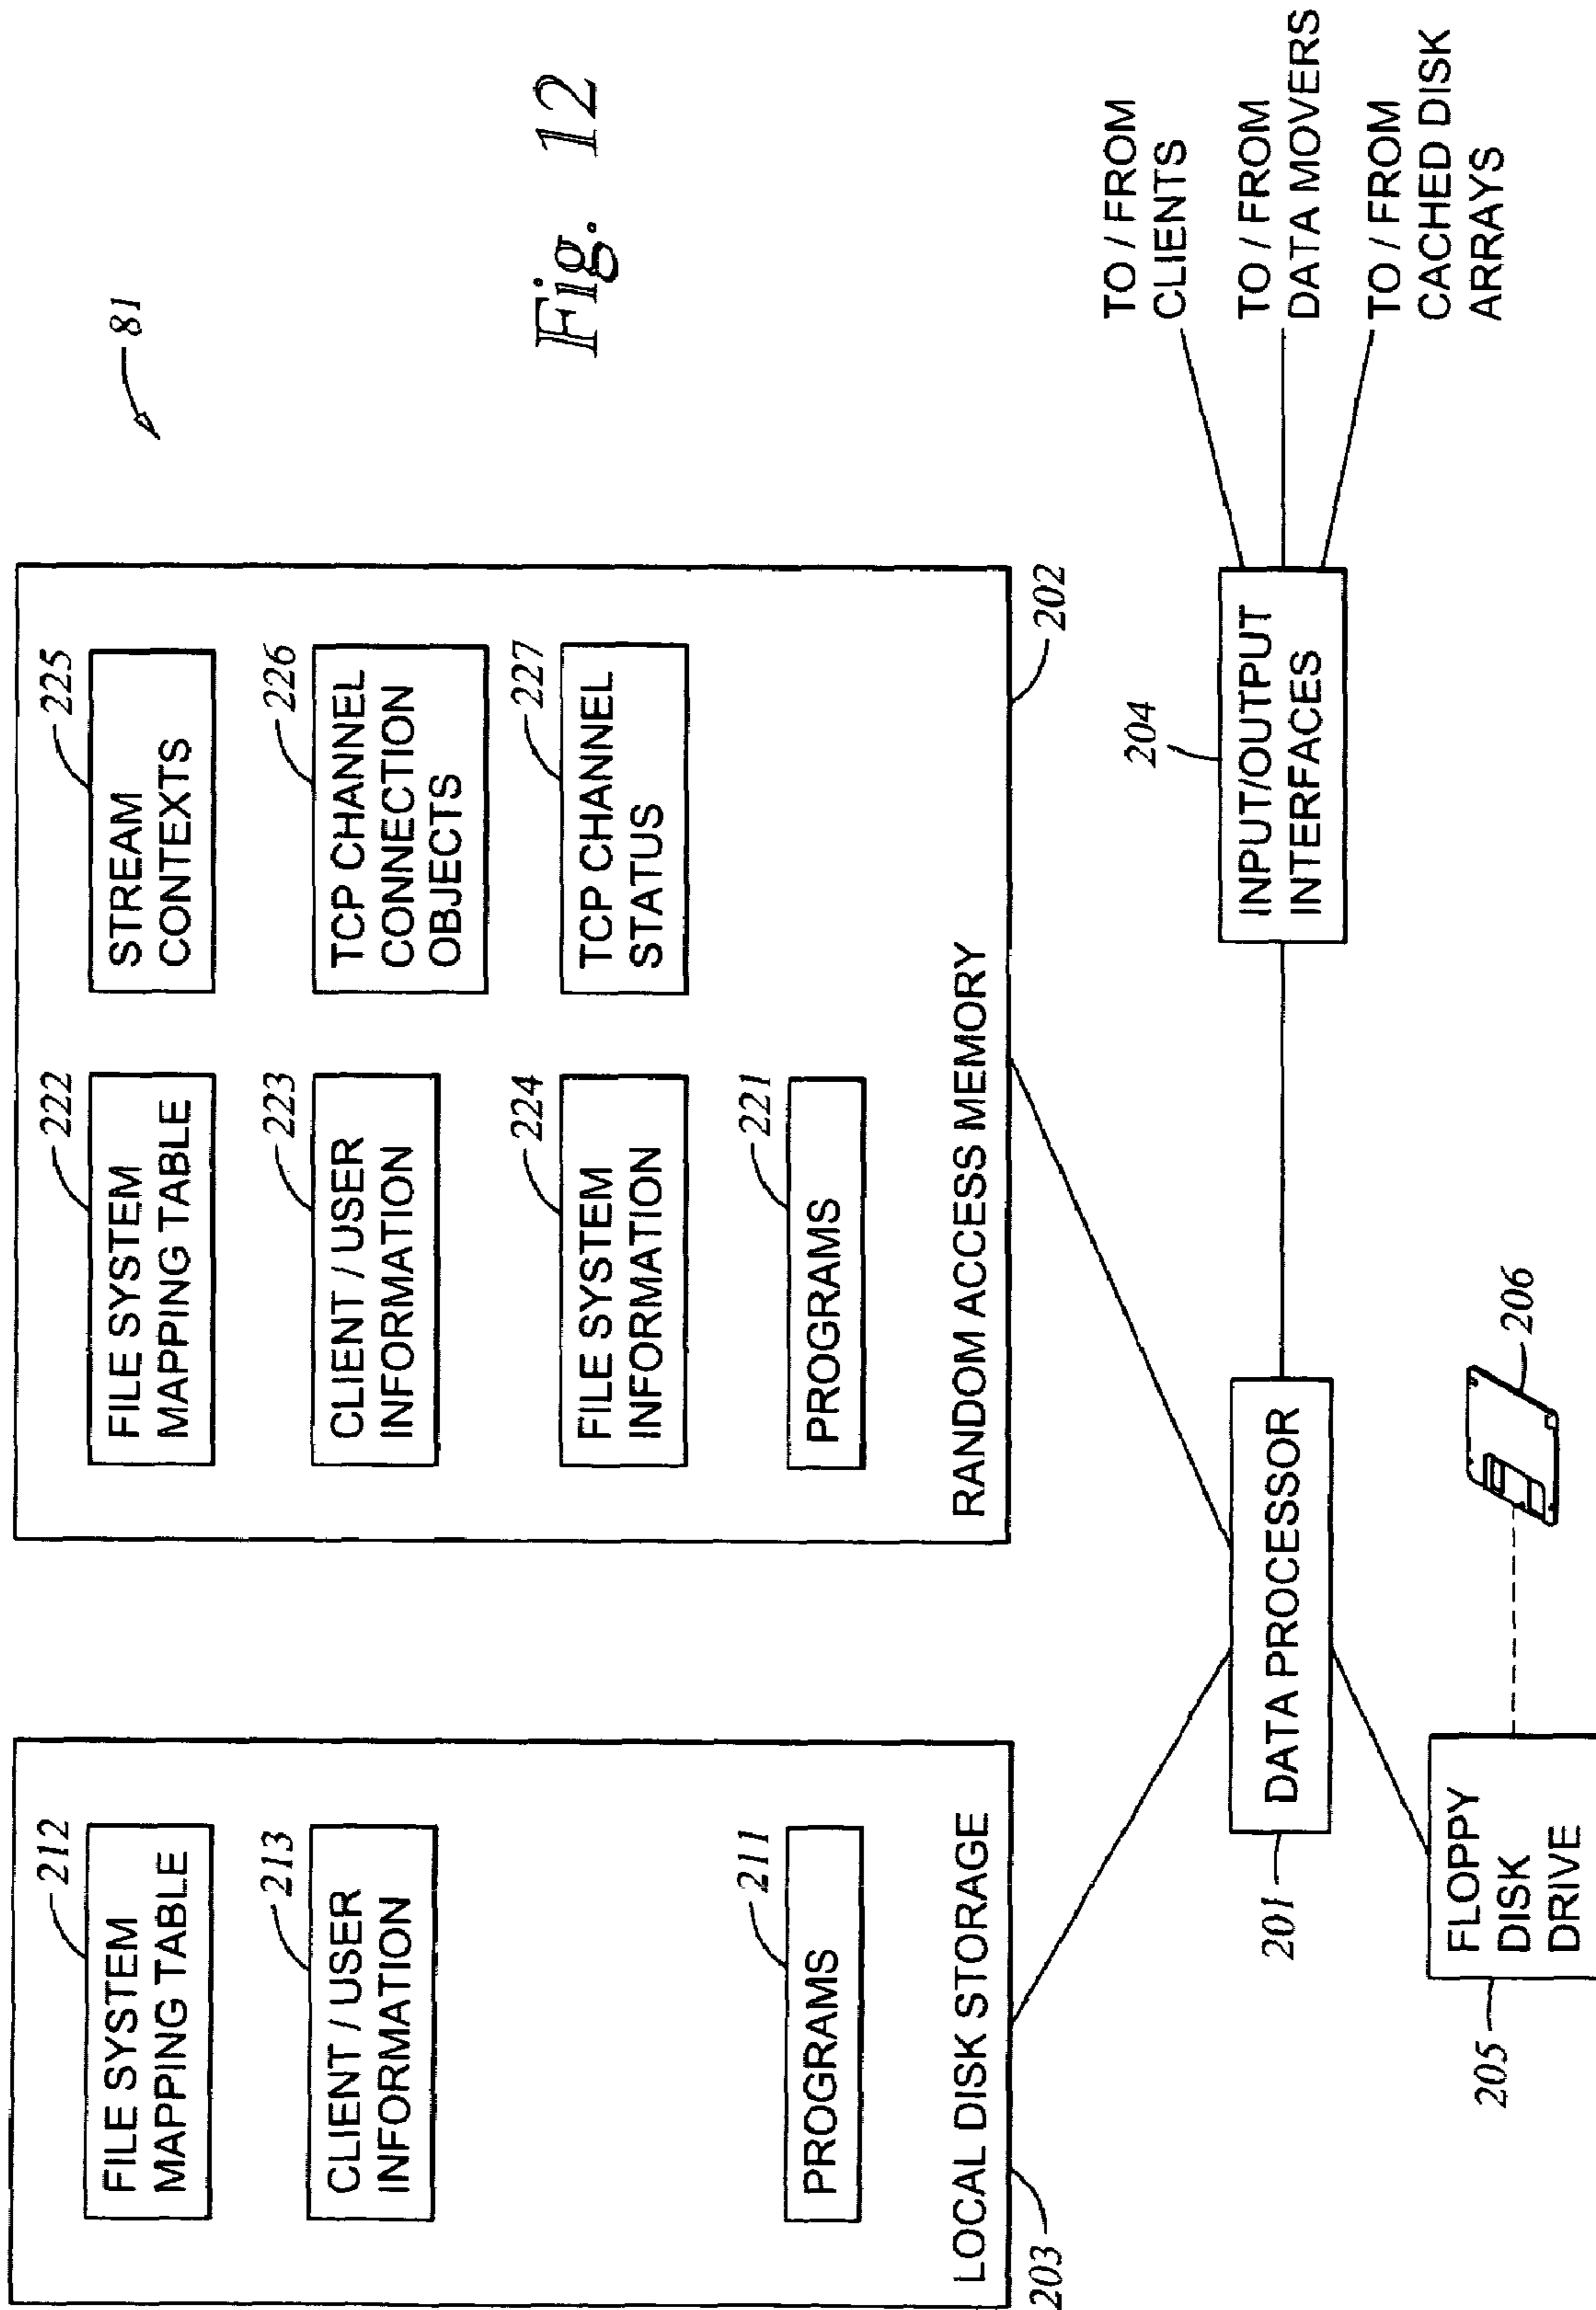 81
Fig. 12
212
FILE SYSTEM
MAPPING TABLE
213
CLIENT / USER
INFORMATION
211
PROGRAMS
LOCAL DISK STORAGE
203
222
FILE SYSTEM
MAPPING TABLE
223
CLIENT / USER
INFORMATION
224
FILE SYSTEM
INFORMATION
221
PROGRAMS
225
STREAM
CONTEXTS
226
TCP CHANNEL
CONNECTION
OBJECTS
227
TCP CHANNEL
STATUS
RANDOM ACCESS MEMORY
202
201
DATA PROCESSOR
204
INPUT/OUTPUT
INTERFACES
TO / FROM
CLIENTS
TO / FROM
DATA MOVERS
TO / FROM
CACHED DISK
ARRAYS
205
FLOPPY
DISK
DRIVE
206